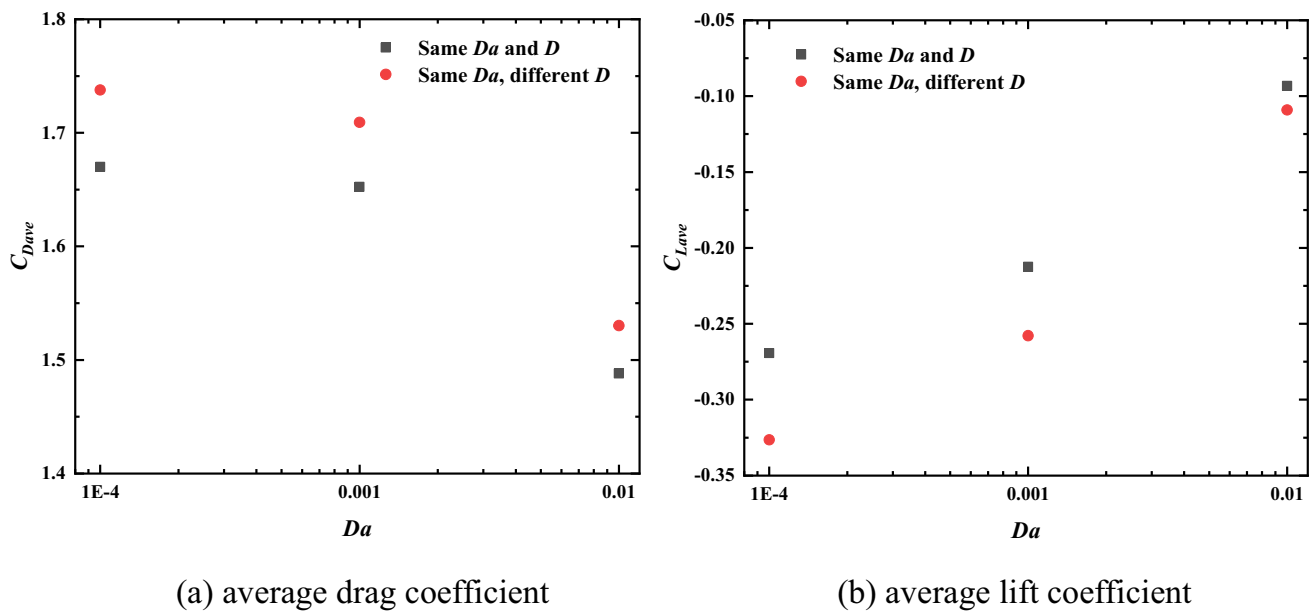 1.8
1.7
1.6
1.5
1.4
C_Dave
Same Da and D
Same Da, different D
1E-4 0.001 0.01
Da
(a) average drag coefficient
-0.05
-0.10
-0.15
-0.20
-0.25
-0.30
-0.35
C_Lave
Same Da and D
Same Da, different D
1E-4 0.001 0.01
Da
(b) average lift coefficient